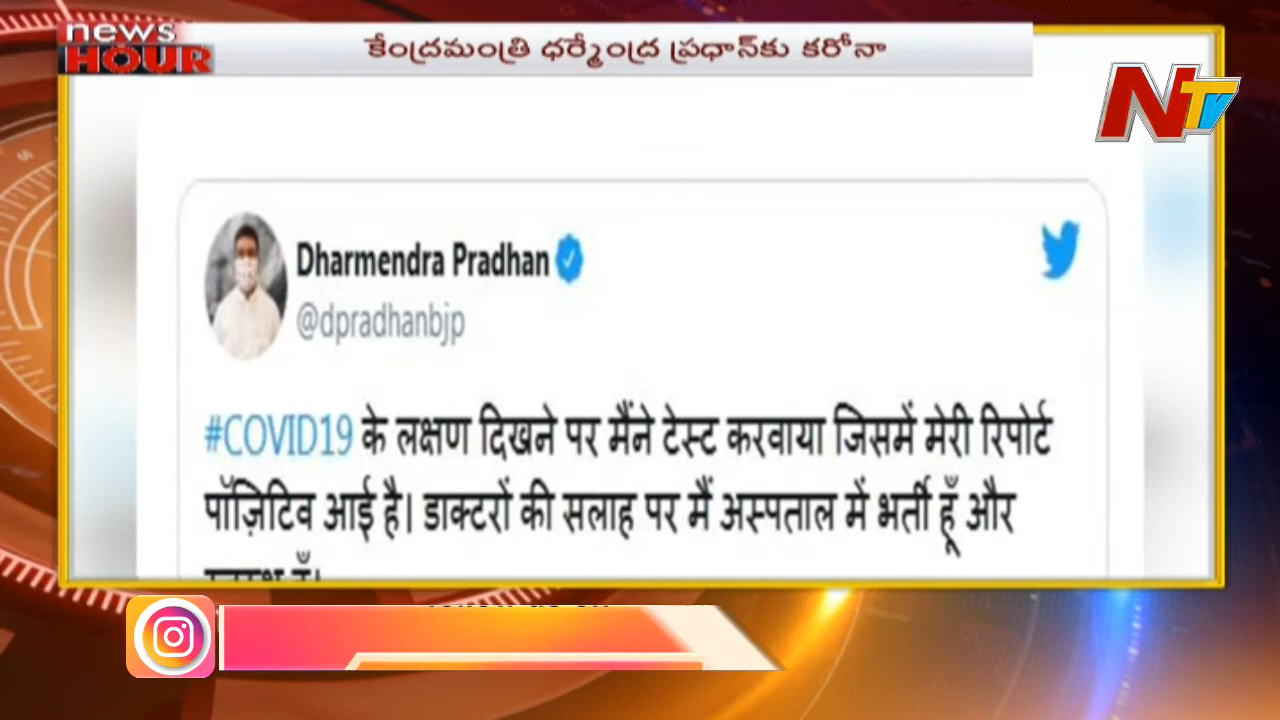 news
HOUR
కేంద్రమంత్రి ధర్మేంద్ర ప్రధాన్‌కు కరోనా
NTV
Dharmendra Pradhan
@dpradhanbjp
#COVID19 के लक्षण दिखने पर मैंने टेस्ट करवाया जिसमें मेरी रिपोर्ट
पॉज़िटिव आई है। डाक्टरों की सलाह पर मैं अस्पताल में भर्ती हूँ और